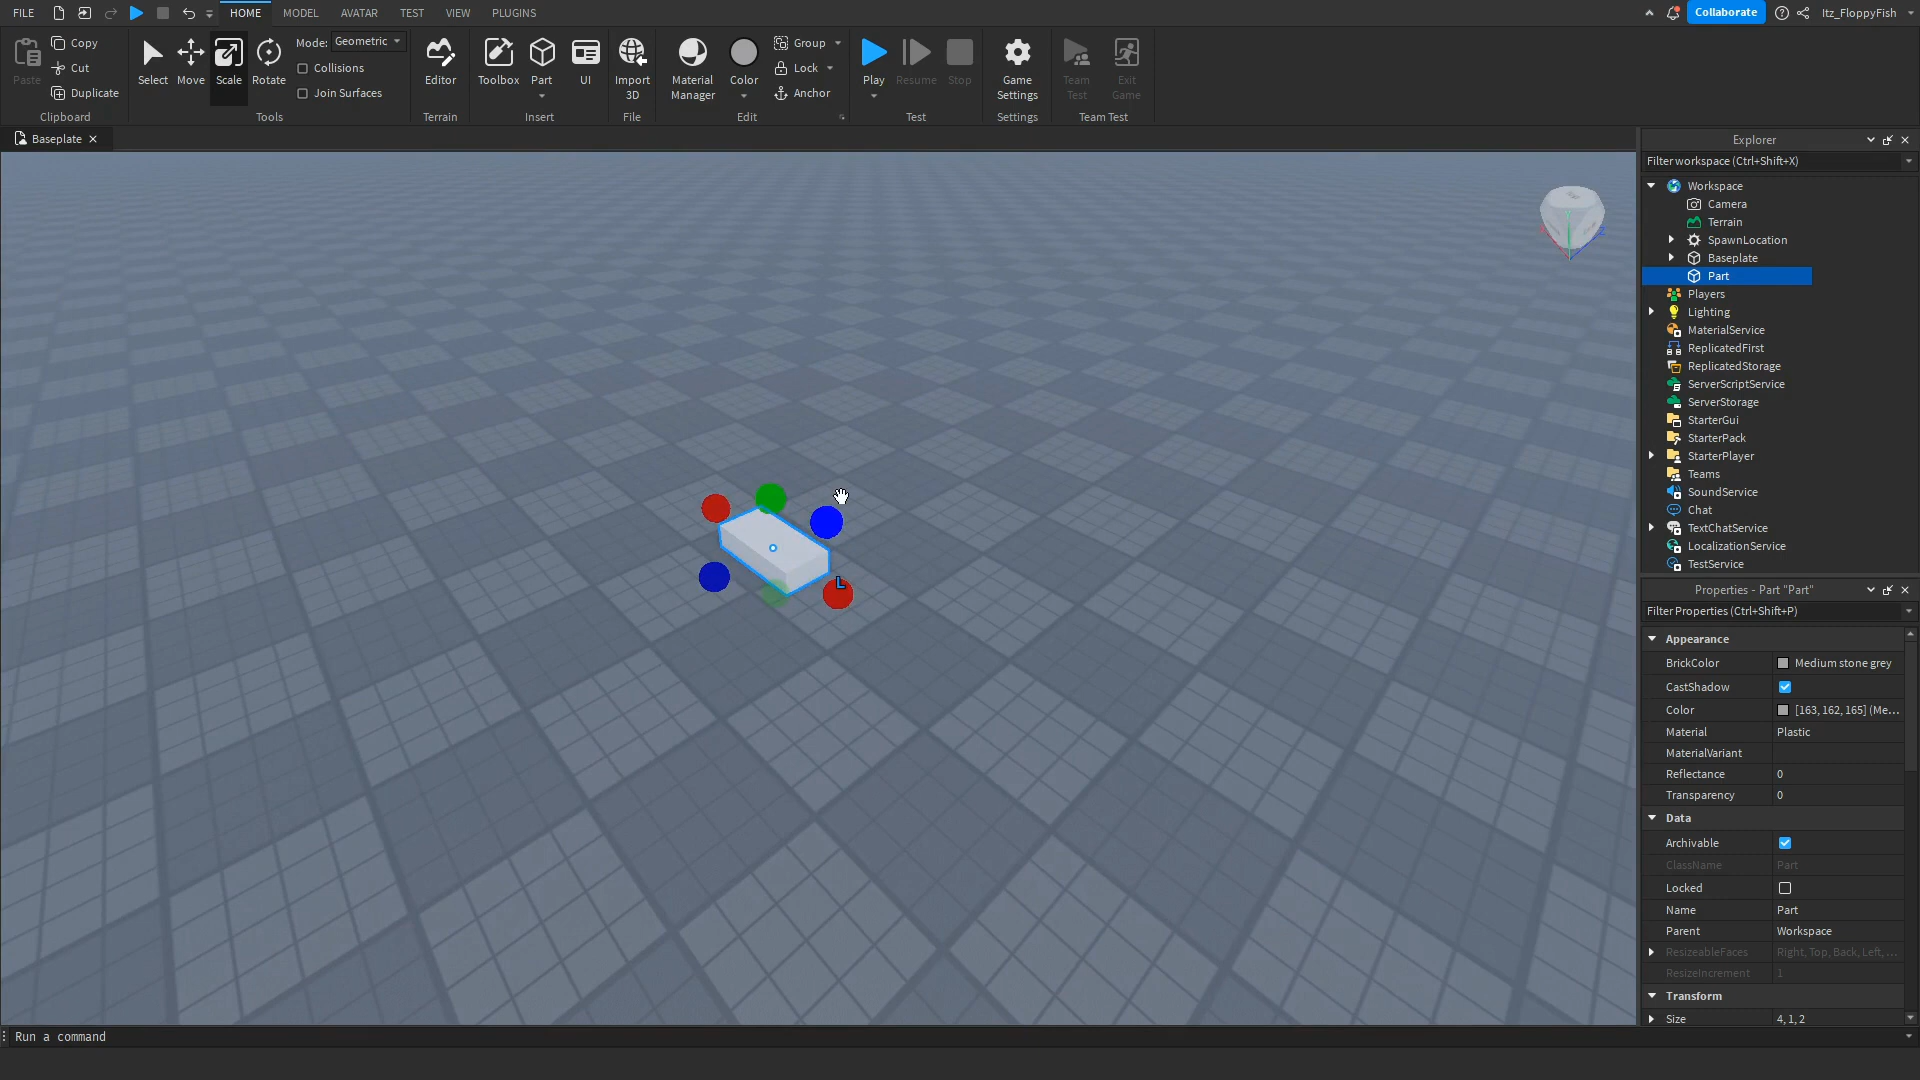 FILE HOME MODEL AVATAR TEST VIEW PLUGINS Collaborate Itz_FloppyFish
Paste
Copy
Cut
Duplicate
Clipboard
Select Move Scale Rotate
Mode: Geometric
Collisions
Join Surfaces
Tools
Editor
Terrain
Toolbox Part UI
Insert
Import
3D
File
Material
Manager
Color
Group
Lock
Anchor
Edit
Play Resume Stop
Test
Game
Settings
Settings
Team
Test
Exit
Game
Team Test
Baseplate
L
Explorer
Filter workspace (Ctrl+Shift+X)
Workspace
Camera
Terrain
SpawnLocation
Baseplate
Part
Players
Lighting
MaterialService
ReplicatedFirst
ReplicatedStorage
ServerScriptService
ServerStorage
StarterGui
StarterPack
StarterPlayer
Teams
SoundService
Chat
TextChatService
LocalizationService
TestService
Properties - Part "Part"
Filter Properties (Ctrl+Shift+P)
Appearance
BrickColor Medium stone grey
CastShadow
Color [163, 162, 165] (Me...
Material Plastic
MaterialVariant
Reflectance 0
Transparency 0
Data
Archivable
ClassName Part
Locked
Name Part
Parent Workspace
ResizeableFaces Right, Top, Back, Left, ...
ResizeIncrement 1
Transform
Size 4, 1, 2
Run a command